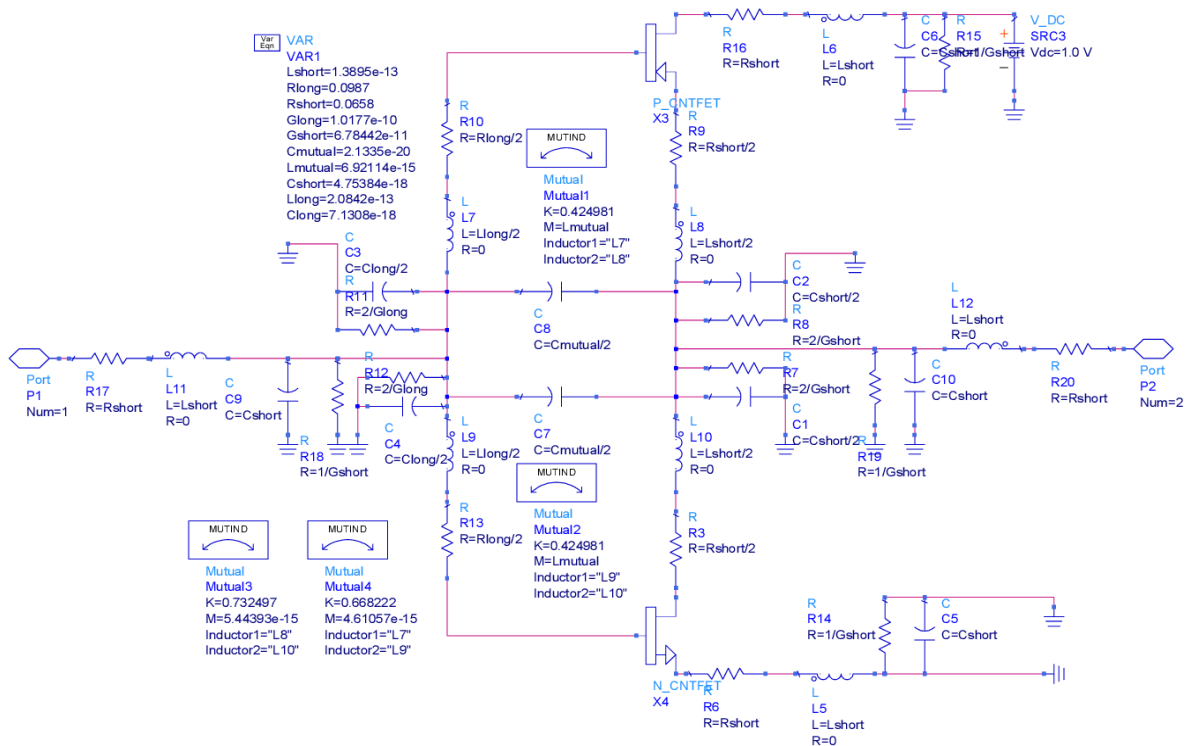 Var
Eqn
VAR
VAR1
Lshort=1.3895e-13
Rlong=0.0987
Rshort=0.0658
Glong=1.0177e-10
Gshort=6.78442e-11
Cmutual=2.1335e-20
Lmutual=6.92114e-15
Cshort=4.75384e-18
Llong=2.0842e-13
Clong=7.1308e-18
R
R16
R=Rshort
L
L6
L=Lshort
R=0
C
C6
C=Cshort
R
R15
R=1/Gshort
V_DC
SRC3
Vdc=1.0 V
+
−
P_CNTFET
X3
R
R10
R=Rlong/2
MUTIND
Mutual
Mutual1
K=0.424981
M=Lmutual
Inductor1="L7"
Inductor2="L8"
R
R9
R=Rshort/2
L
L7
L=Llong/2
R=0
L
L8
L=Lshort/2
R=0
C
C3
C=Clong/2
R
R11
R=2/Glong
C
C8
C=Cmutual/2
C
C2
C=Cshort/2
R
R8
R=2/Gshort
L
L12
L=Lshort
R=0
Port
P1
Num=1
R
R17
R=Rshort
L
L11
L=Lshort
R=0
C
C9
C=Cshort
R
R18
R=1/Gshort
R
R12
R=2/Glong
C
C4
C=Clong/2
C
C7
C=Cmutual/2
R
R7
R=2/Gshort
C
C1
C=Cshort/2
R
R19
R=1/Gshort
C
C10
C=Cshort
R
R20
R=Rshort
Port
P2
Num=2
L
L9
L=Llong/2
R=0
L
L10
L=Lshort/2
R=0
MUTIND
Mutual
Mutual2
K=0.424981
M=Lmutual
Inductor1="L9"
Inductor2="L10"
R
R13
R=Rlong/2
R
R3
R=Rshort/2
MUTIND
Mutual
Mutual3
K=0.732497
M=5.44393e-15
Inductor1="L8"
Inductor2="L10"
MUTIND
Mutual
Mutual4
K=0.668222
M=4.61057e-15
Inductor1="L7"
Inductor2="L9"
R
R14
R=1/Gshort
C
C5
C=Cshort
N_CNTFET
X4
R
R6
R=Rshort
L
L5
L=Lshort
R=0